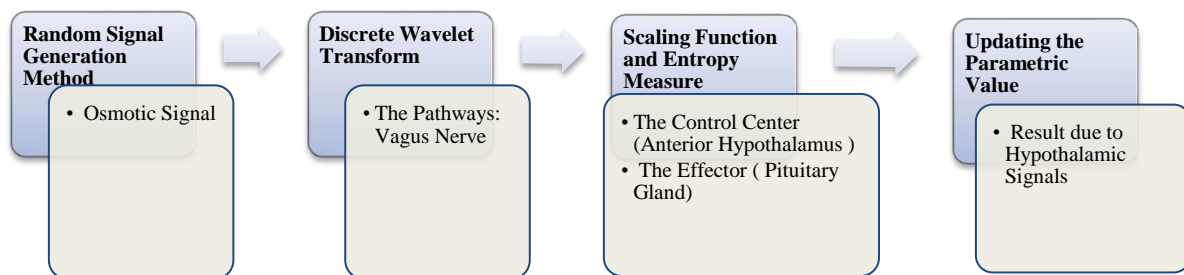 Random Signal
Generation
Method
• Osmotic Signal
Discrete Wavelet
Transform
• The Pathways:
Vagus Nerve
Scaling Function
and Entropy
Measure
• The Control Center
(Anterior Hypothalamus )
• The Effector ( Pituitary
Gland)
Updating the
Parametric
Value
• Result due to
Hypothalamic
Signals